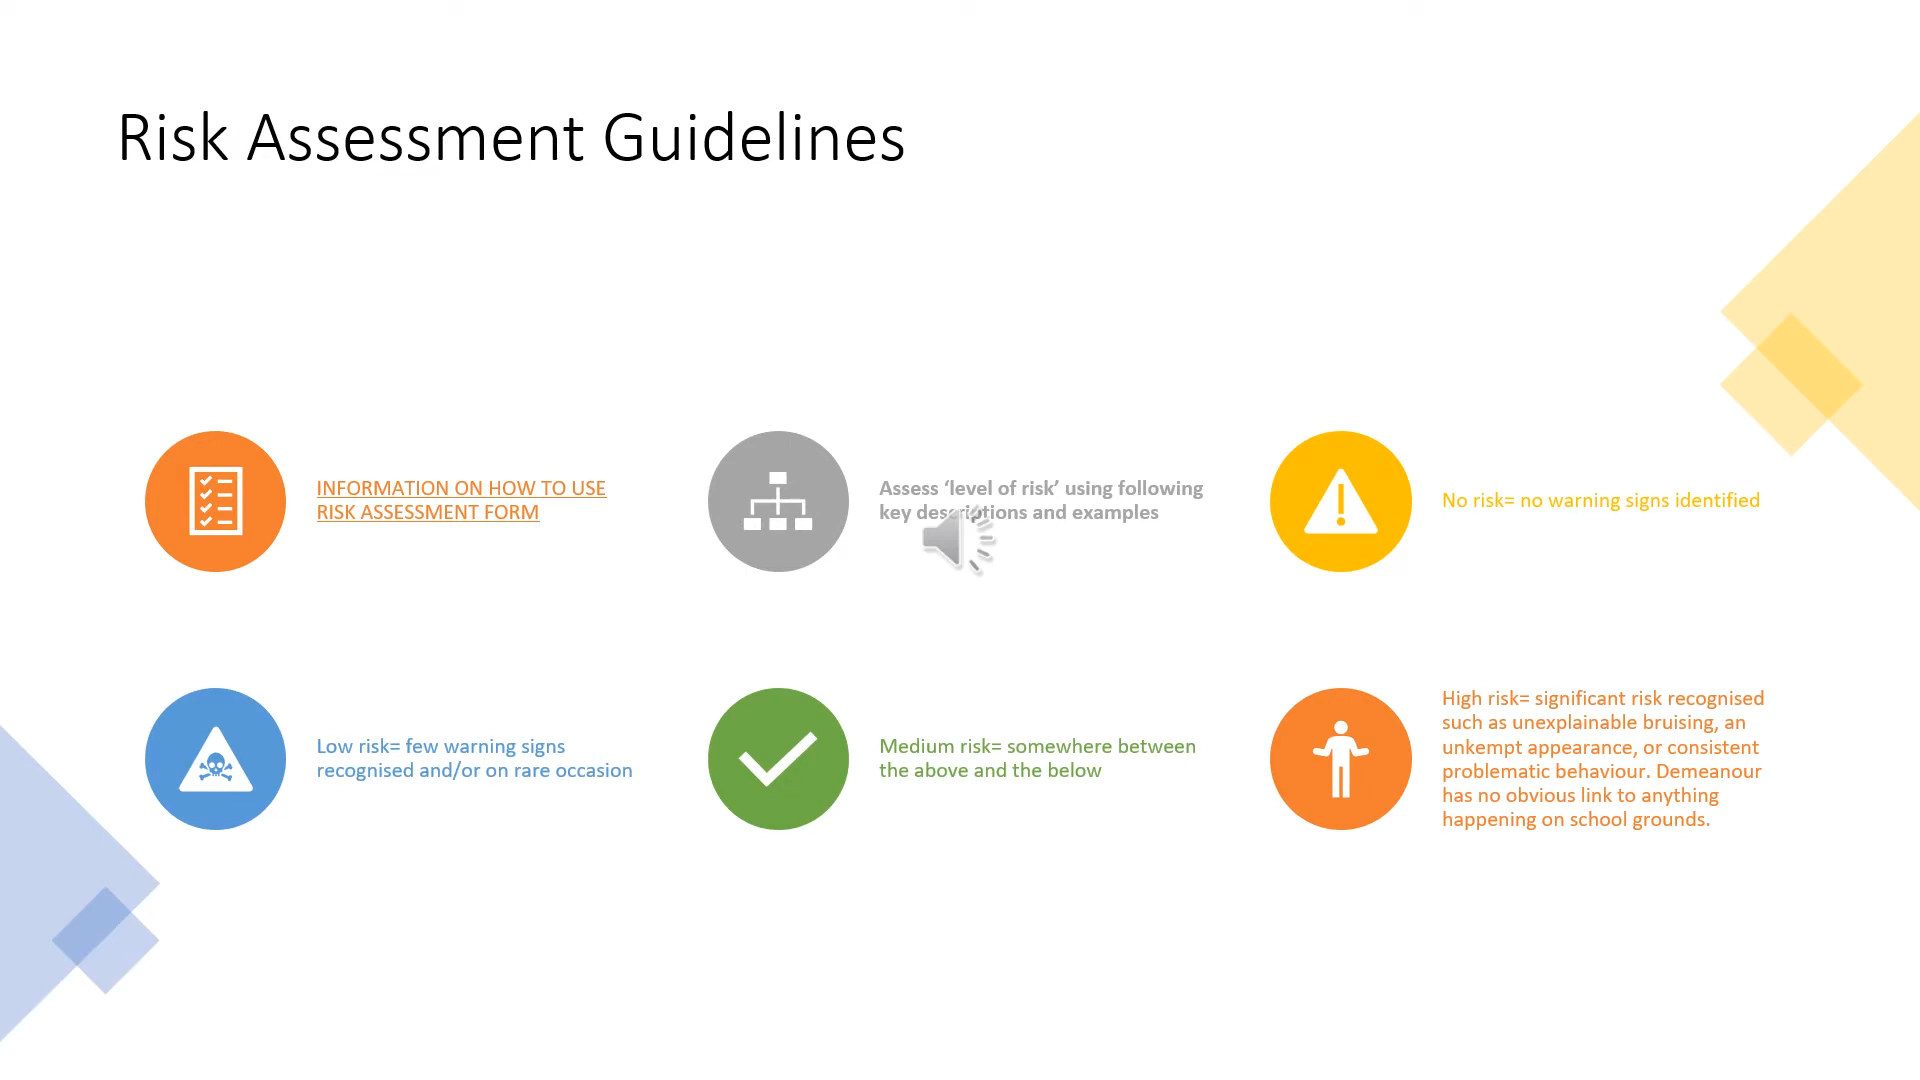 Risk Assessment Guidelines
INFORMATION ON HOW TO USE
RISK ASSESSMENT FORM
Assess ‘level of risk’ using following
key descriptions and examples
No risk= no warning signs identified
Low risk= few warning signs
recognised and/or on rare occasion
Medium risk= somewhere between
the above and the below
High risk= significant risk recognised
such as unexplainable bruising, an
unkempt appearance, or consistent
problematic behaviour. Demeanour
has no obvious link to anything
happening on school grounds.